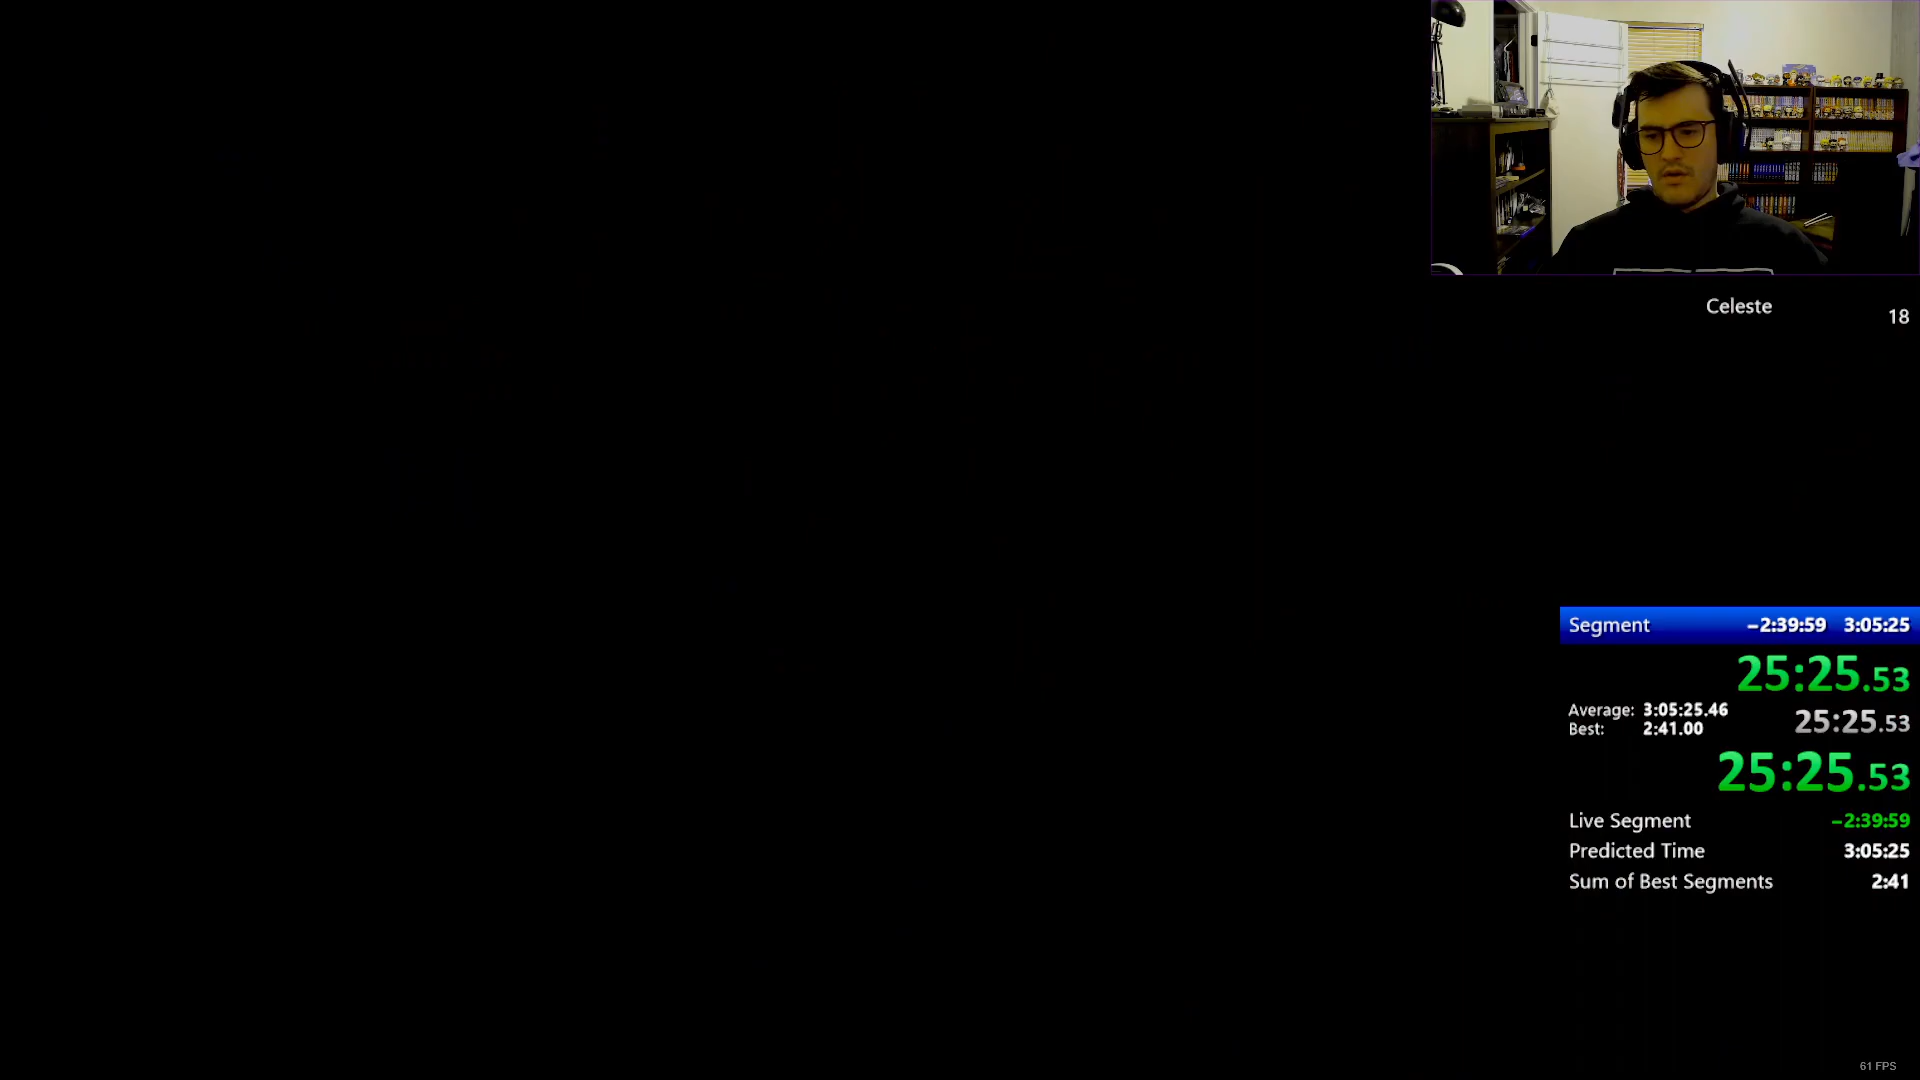 Celeste
18
Segment −2:39:59 3:05:25
25:25.53
Average: 3:05:25.46
Best: 2:41.00
25:25.53
25:25.53
Live Segment −2:39:59
Predicted Time 3:05:25
Sum of Best Segments 2:41
61 FPS